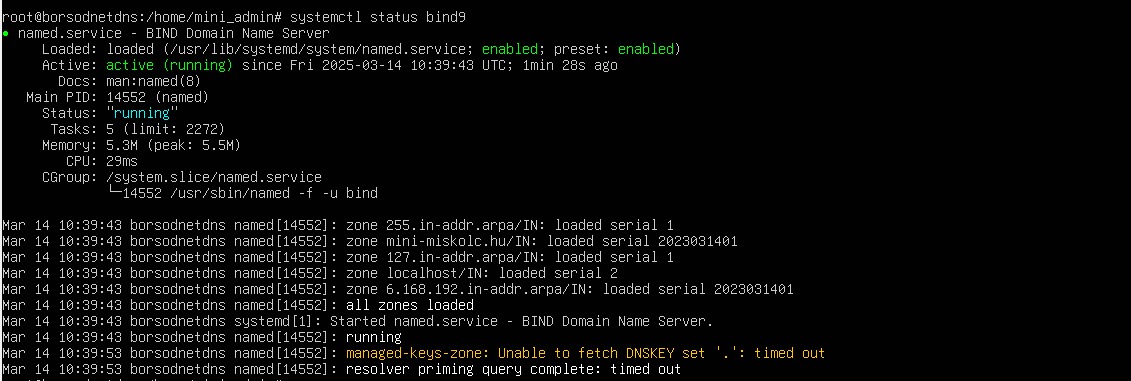 root@borsodnetdns:/home/mini_admin# systemctl status bind9
● named.service - BIND Domain Name Server
     Loaded: loaded (/usr/lib/systemd/system/named.service; enabled; preset: enabled)
     Active: active (running) since Fri 2025-03-14 10:39:43 UTC; 1min 28s ago
       Docs: man:named(8)
   Main PID: 14552 (named)
     Status: "running"
      Tasks: 5 (limit: 2272)
     Memory: 5.3M (peak: 5.5M)
        CPU: 29ms
     CGroup: /system.slice/named.service
             └─14552 /usr/sbin/named -f -u bind
Mar 14 10:39:43 borsodnetdns named[14552]: zone 255.in-addr.arpa/IN: loaded serial 1
Mar 14 10:39:43 borsodnetdns named[14552]: zone mini-miskolc.hu/IN: loaded serial 2023031401
Mar 14 10:39:43 borsodnetdns named[14552]: zone 127.in-addr.arpa/IN: loaded serial 1
Mar 14 10:39:43 borsodnetdns named[14552]: zone localhost/IN: loaded serial 2
Mar 14 10:39:43 borsodnetdns named[14552]: zone 6.168.192.in-addr.arpa/IN: loaded serial 2023031401
Mar 14 10:39:43 borsodnetdns named[14552]: all zones loaded
Mar 14 10:39:43 borsodnetdns systemd[1]: Started named.service - BIND Domain Name Server.
Mar 14 10:39:43 borsodnetdns named[14552]: running
Mar 14 10:39:53 borsodnetdns named[14552]: managed-keys-zone: Unable to fetch DNSKEY set '.': timed out
Mar 14 10:39:53 borsodnetdns named[14552]: resolver priming query complete: timed out